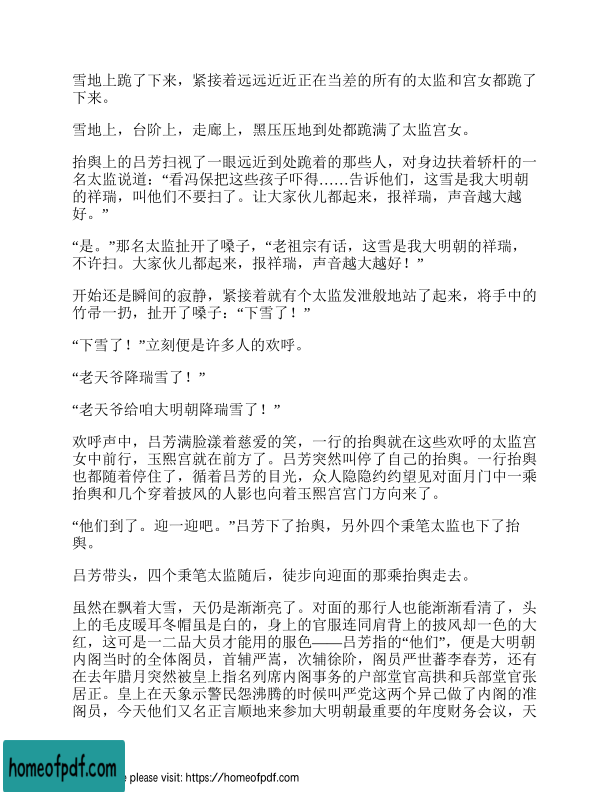 雪地上跪了下来，紧接着远远近近正在当差的所有的太监和宫女都跪了
下来。
雪地上，台阶上，走廊上，黑压压地到处都跪满了太监宫女。
抬舆上的吕芳扫视了一眼远近到处跪着的那些人，对身边扶着轿杆的一
名太监说道：“看冯保把这些孩子吓得……告诉他们，这雪是我大明朝
的祥瑞，叫他们不要扫了。让大家伙儿都起来，报祥瑞，声音越大越
好。”
“是。”那名太监扯开了嗓子，“老祖宗有话，这雪是我大明朝的祥瑞，
不许扫。大家伙儿都起来，报祥瑞，声音越大越好！”
开始还是瞬间的寂静，紧接着就有个太监发泄般地站了起来，将手中的
竹帚一扔，扯开了嗓子：“下雪了！”
“下雪了！”立刻便是许多人的欢呼。
“老天爷降瑞雪了！”
“老天爷给咱大明朝降瑞雪了！”
欢呼声中，吕芳满脸漾着慈爱的笑，一行的抬舆就在这些欢呼的太监宫
女中前行，玉熙宫就在前方了。吕芳突然叫停了自己的抬舆。一行抬舆
也都随着停住了，循着吕芳的目光，众人隐隐约约望见对面月门中一乘
抬舆和几个穿着披风的人影也向着玉熙宫宫门方向来了。
“他们到了。迎一迎吧。”吕芳下了抬舆，另外四个秉笔太监也下了抬
舆。
吕芳带头，四个秉笔太监随后，徒步向迎面的那乘抬舆走去。
虽然在飘着大雪，天仍是渐渐亮了。对面的那行人也能渐渐看清了，头
上的毛皮暖耳冬帽虽是白的，身上的官服连同肩背上的披风却一色的大
红，这可是一二品大员才能用的服色——吕芳指的“他们”，便是大明朝
内阁当时的全体阁员，首辅严嵩，次辅徐阶，阁员严世蕃李春芳，还有
在去年腊月突然被皇上指名列席内阁事务的户部堂官高拱和兵部堂官张
居正。皇上在天象示警民怨沸腾的时候叫严党这两个异己做了内阁的准
阁员，今天他们又名正言顺地来参加大明朝最重要的年度财务会议，天
homeofpdf.com
e please visit: https://homeofpdf.com